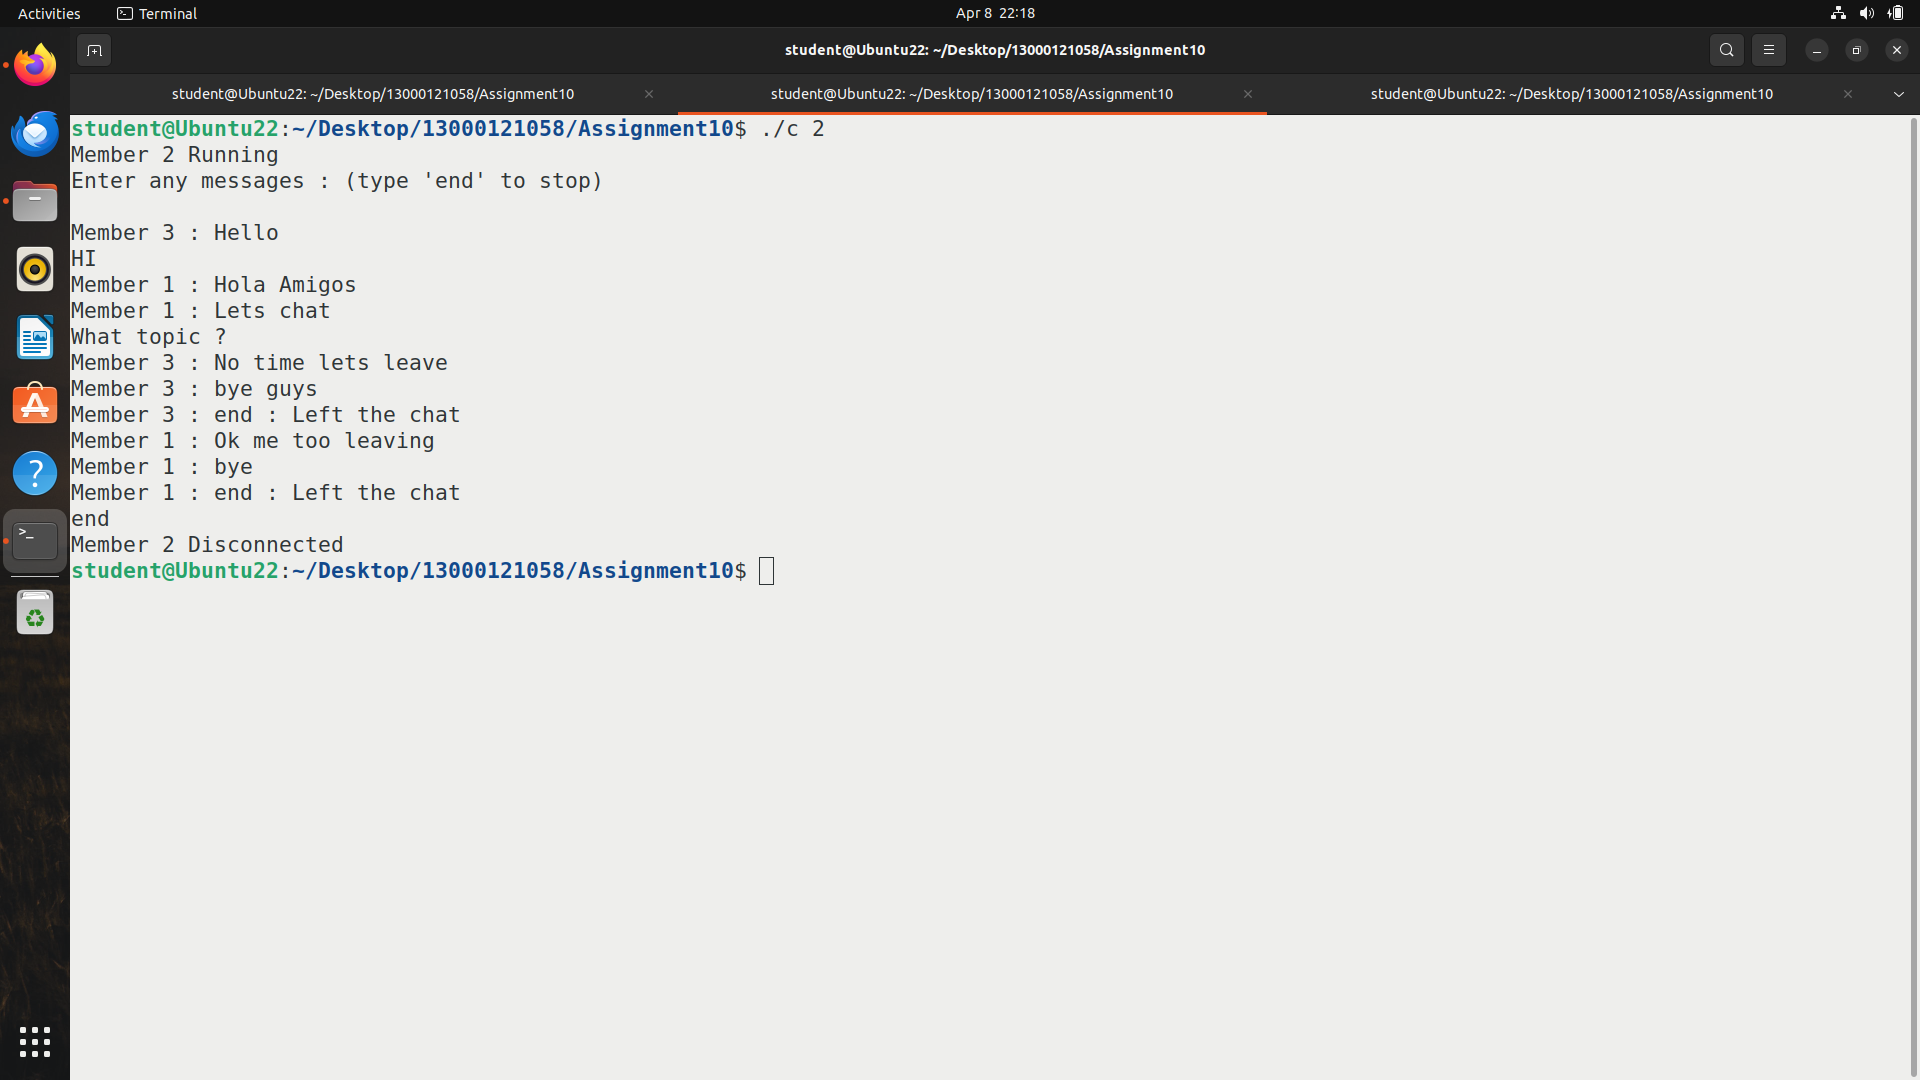 Activities Terminal Apr 8 22:18
student@Ubuntu22: ~/Desktop/13000121058/Assignment10
student@Ubuntu22: ~/Desktop/13000121058/Assignment10 student@Ubuntu22: ~/Desktop/13000121058/Assignment10 student@Ubuntu22: ~/Desktop/13000121058/Assignment10
student@Ubuntu22:~/Desktop/13000121058/Assignment10$ ./c 2
Member 2 Running
Enter any messages : (type 'end' to stop)
Member 3 : Hello
HI
Member 1 : Hola Amigos
Member 1 : Lets chat
What topic ?
Member 3 : No time lets leave
Member 3 : bye guys
Member 3 : end : Left the chat
Member 1 : Ok me too leaving
Member 1 : bye
Member 1 : end : Left the chat
end
Member 2 Disconnected
student@Ubuntu22:~/Desktop/13000121058/Assignment10$